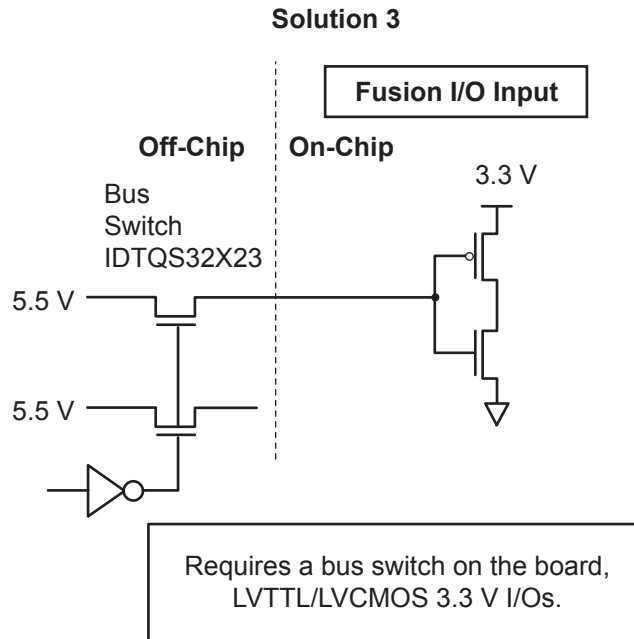 Solution 3
Fusion I/O Input
Off-Chip
On-Chip
Bus
Switch
IDTQS32X23
3.3 V
5.5 V
5.5 V
Requires a bus switch on the board,
LVTTL/LVCMOS 3.3 V I/Os.